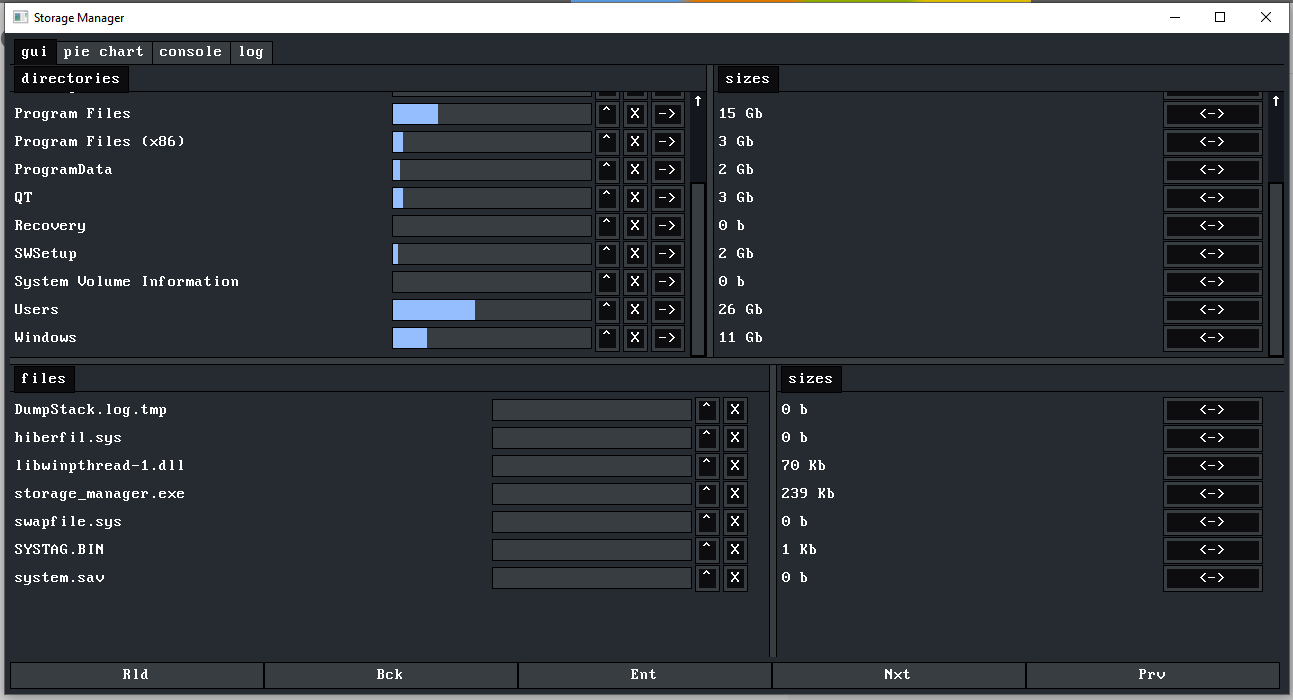 Storage Manager
gui pie chart console log
directories sizes
Program Files ^ X -> 15 Gb <->
Program Files (x86) ^ X -> 3 Gb <->
ProgramData ^ X -> 2 Gb <->
QT ^ X -> 3 Gb <->
Recovery ^ X -> 0 b <->
SWSetup ^ X -> 2 Gb <->
System Volume Information ^ X -> 0 b <->
Users ^ X -> 26 Gb <->
Windows ^ X -> 11 Gb <->
files sizes
DumpStack.log.tmp ^ X 0 b <->
hiberfil.sys ^ X 0 b <->
libwinpthread-1.dll ^ X 70 Kb <->
storage_manager.exe ^ X 239 Kb <->
swapfile.sys ^ X 0 b <->
SYSTAG.BIN ^ X 1 Kb <->
system.sav ^ X 0 b <->
Rld Bck Ent Nxt Prv